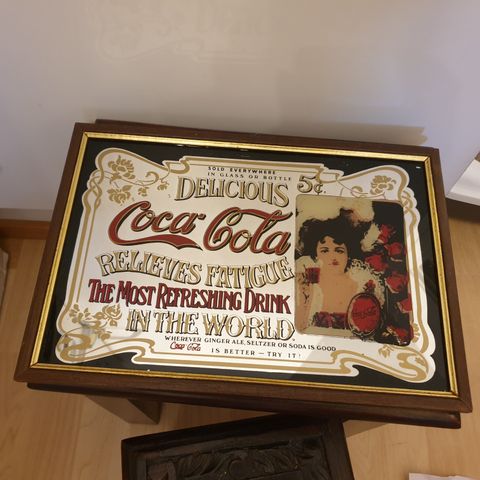 SOLD EVERYWHERE
IN GLASS OR BOTTLE
5¢
DELICIOUS
Coca-Cola
RELIEVES FATIGUE
THE MOST REFRESHING DRINK
IN THE WORLD
WHEREVER GINGER ALE, SELTZER OR SODA IS GOOD
Coca-Cola IS BETTER - TRY IT!